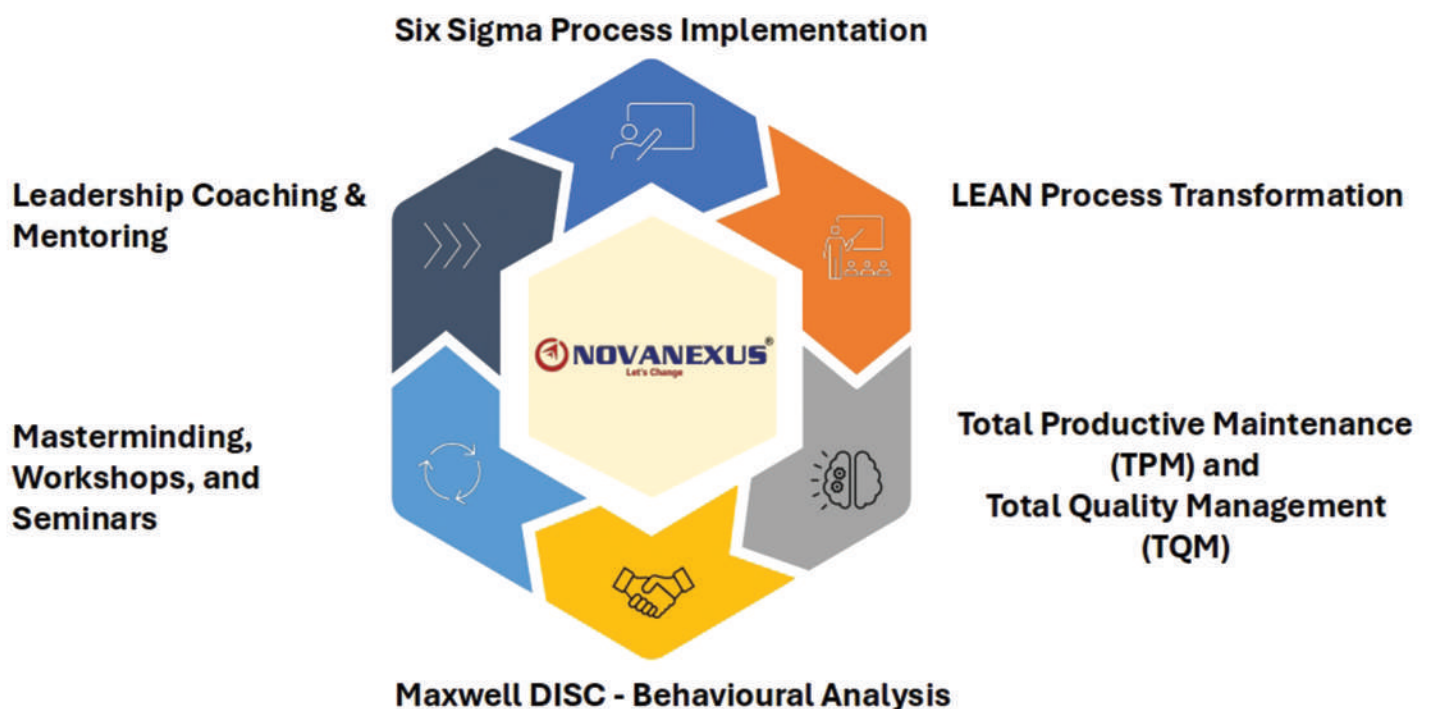 Six Sigma Process Implementation
LEAN Process Transformation
Total Productive Maintenance
(TPM) and
Total Quality Management
(TQM)
Maxwell DISC - Behavioural Analysis
Masterminding,
Workshops, and
Seminars
Leadership Coaching &
Mentoring
NOVANEXUS®
Let's Change